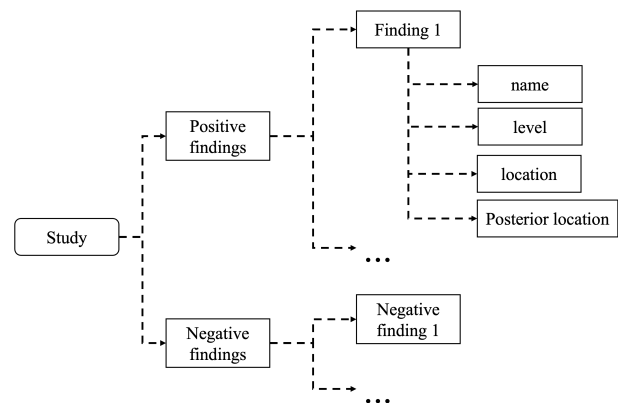 Finding 1
name
Positive
findings
level
location
Posterior location
Study
...
Negative
finding 1
Negative
findings
...